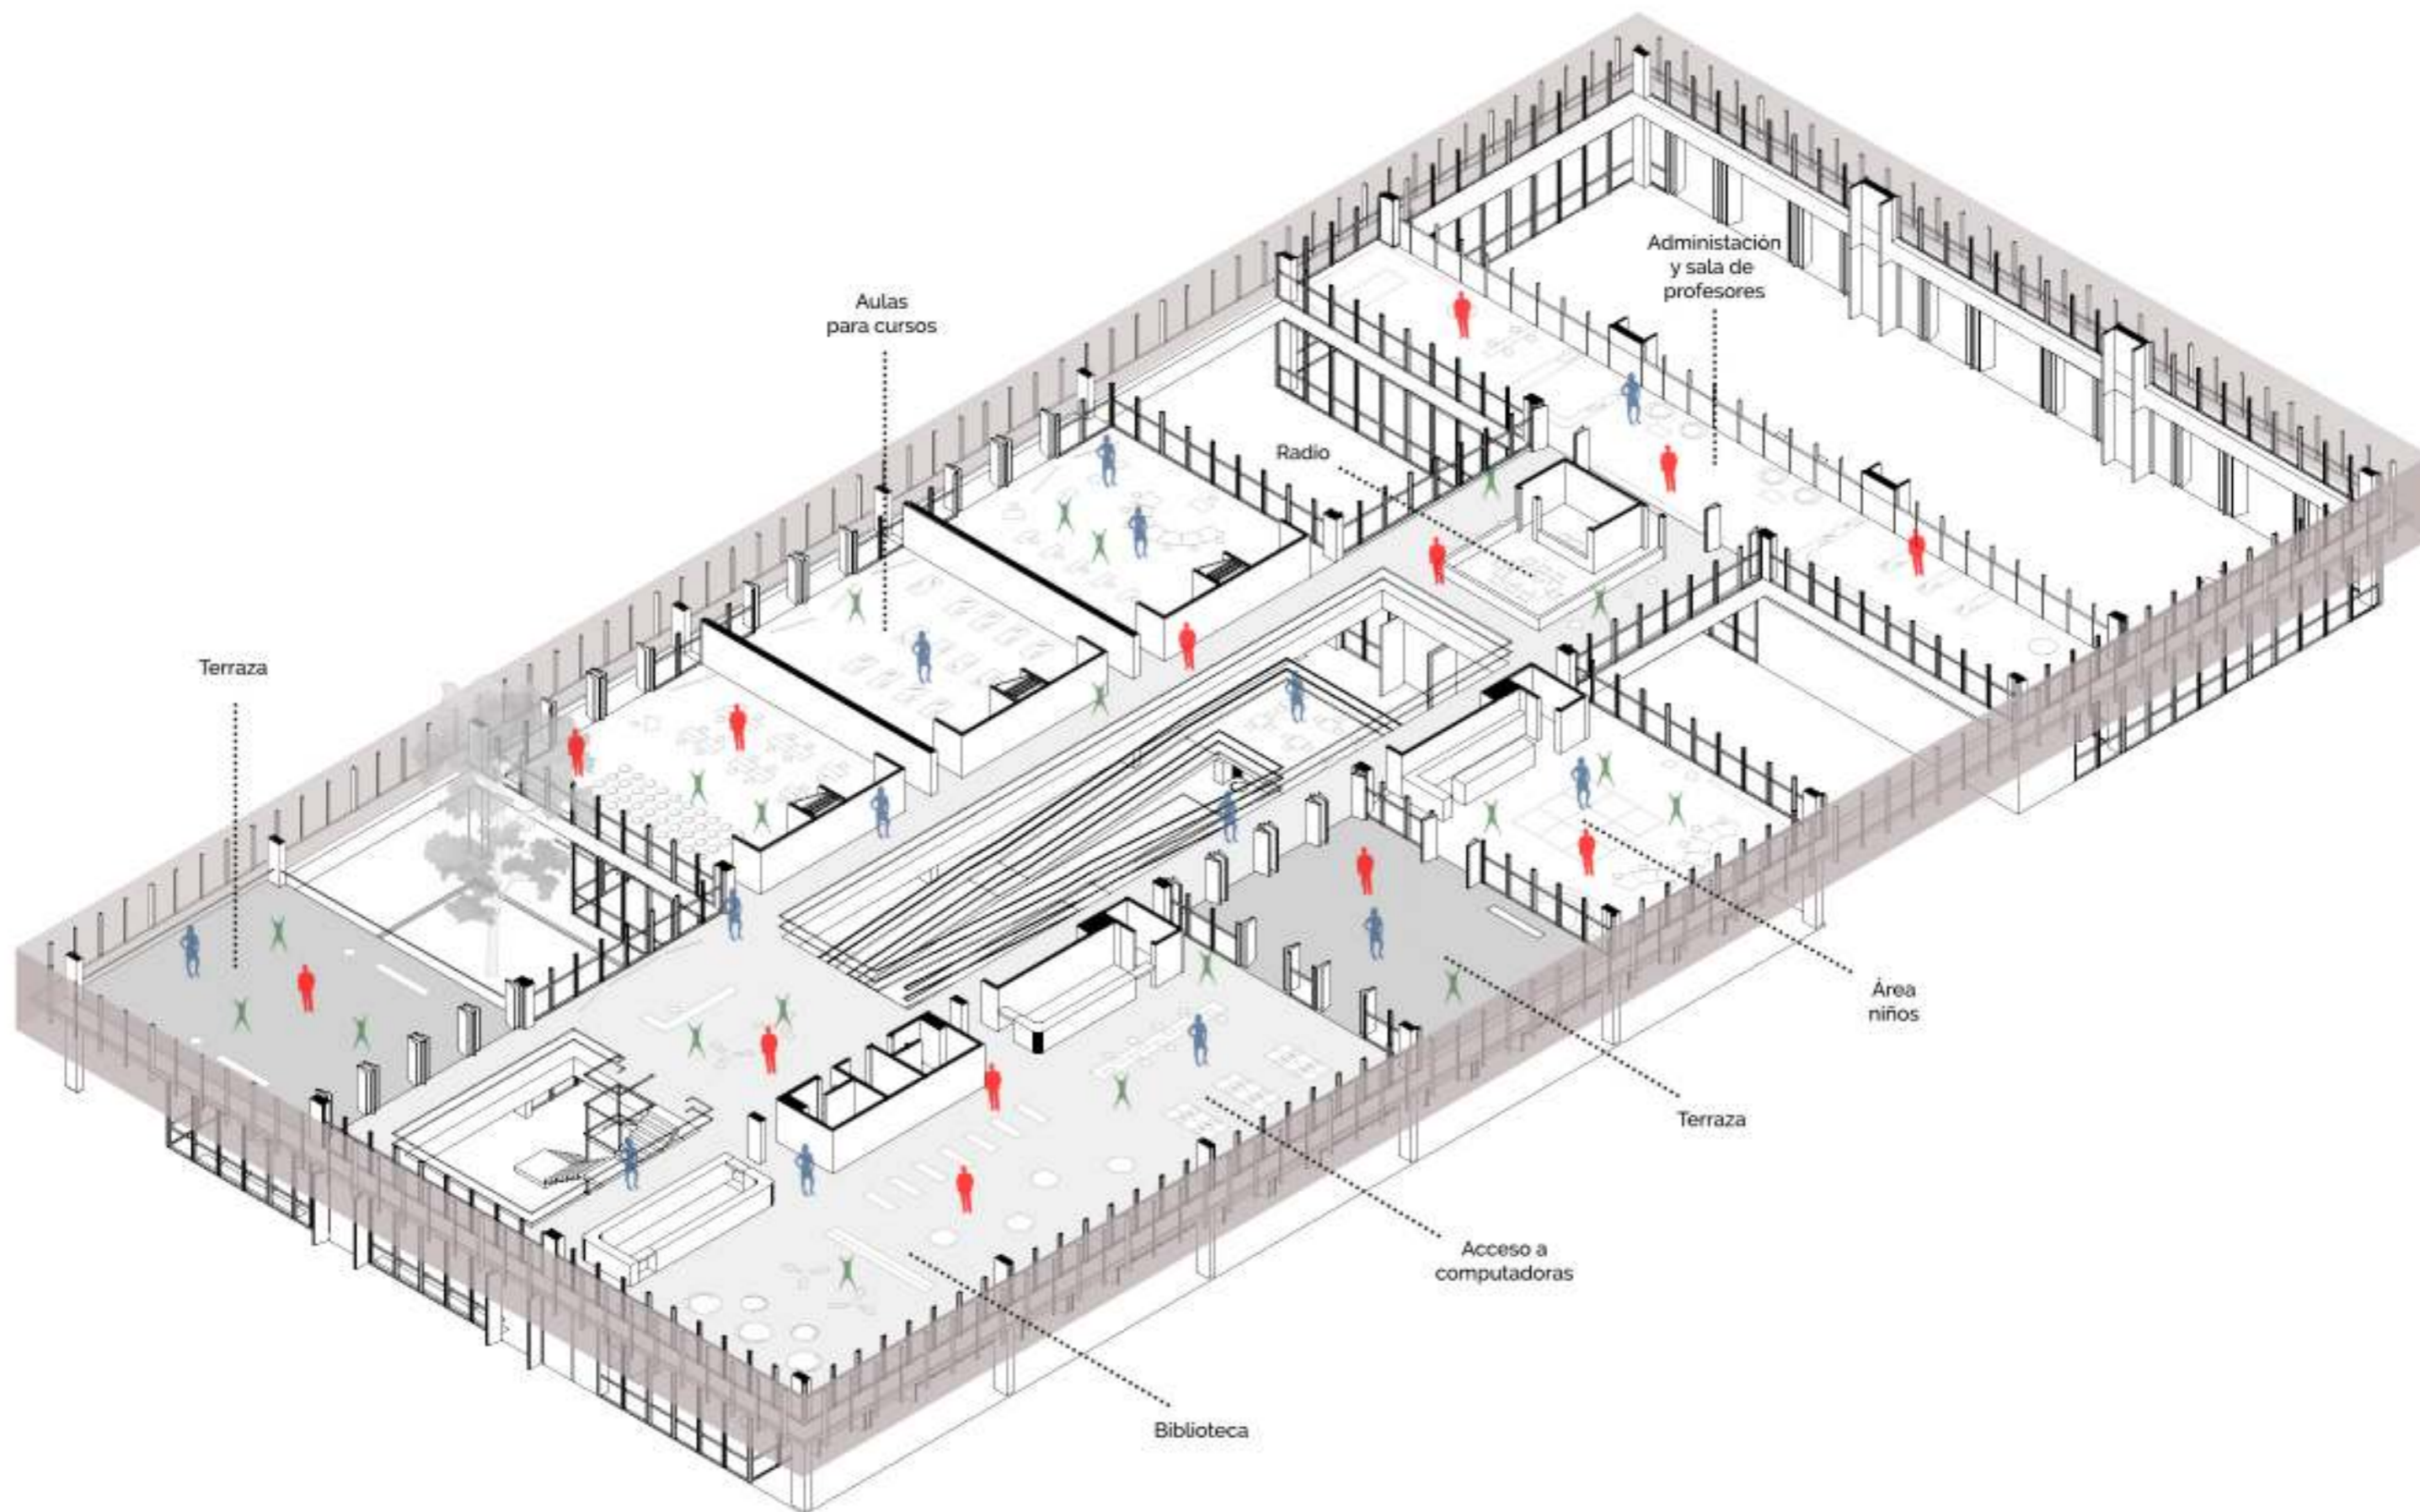 Administación
y sala de
profesores
Aulas
para cursos
Radio
Terraza
Área
niños
Terraza
Acceso a
computadoras
Biblioteca